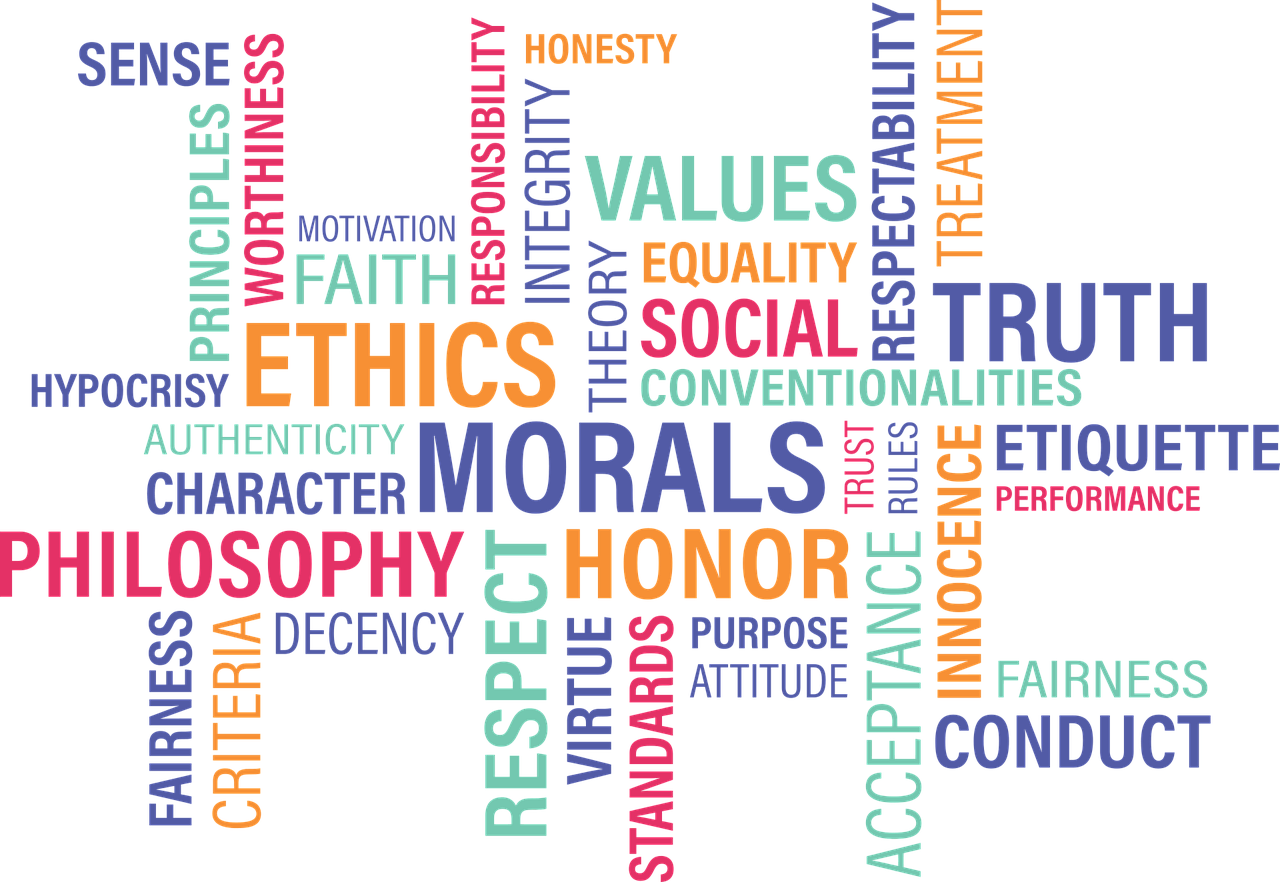 SENSE
WORTHINESS
PRINCIPLES
RESPONSIBILITY
HONESTY
INTEGRITY
RESPECTABILITY
TREATMENT
VALUES
MOTIVATION
FAITH
EQUALITY
THEORY
SOCIAL
TRUTH
ETHICS
HYPOCRISY
CONVENTIONALITIES
AUTHENTICITY
MORALS
TRUST
RULES
INNOCENCE
ETIQUETTE
CHARACTER
PERFORMANCE
PHILOSOPHY
RESPECT
HONOR
ACCEPTANCE
FAIRNESS
CRITERIA
DECENCY
VIRTUE
STANDARDS
PURPOSE
ATTITUDE
FAIRNESS
CONDUCT